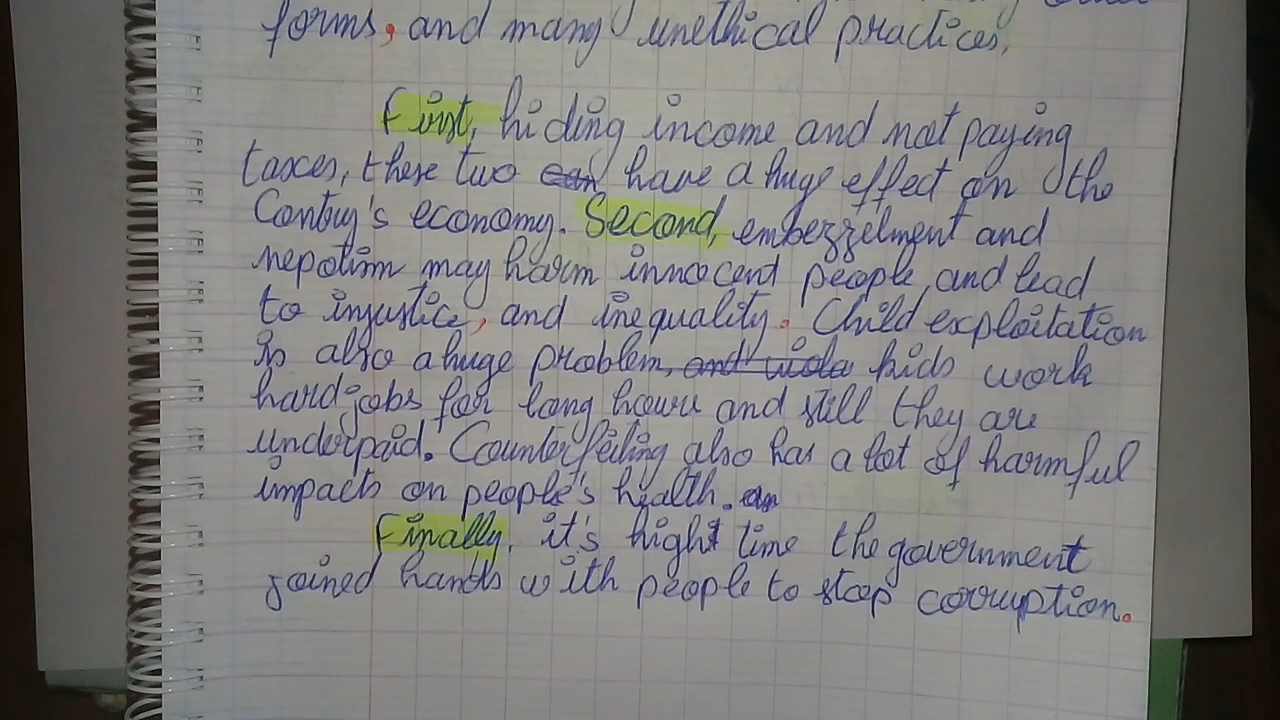 forms, and many unethical practices.
First, hiding income and not paying
taxes, these two can have a huge effect on the
Contry's economy. Second, embezzelment and
nepotism may harm innocent people, and lead
to injustice, and inequality. Child exploitation
is also a huge problem, and viola kids work
hard jobs for long hours and still they are
underpaid. Counterfeiting also has a lot of harmful
impacts on people's health. an
Finally, it's hight time the government
joined hands with people to stop corruption.